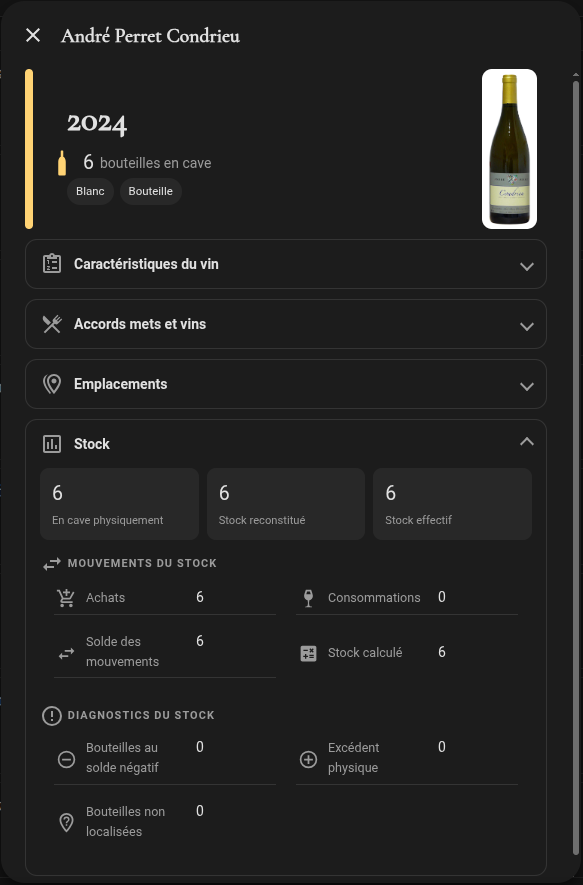 André Perret Condrieu
2024
6 bouteilles en cave
Blanc
Bouteille
Condrieu
Caractéristiques du vin
Accords mets et vins
Emplacements
Stock
6
En cave physiquement
6
Stock reconstitué
6
Stock effectif
MOUVEMENTS DU STOCK
Achats 6
Consommations 0
Solde des
mouvements
6
Stock calculé 6
DIAGNOSTICS DU STOCK
Bouteilles au
solde négatif
0
Excédent
physique
0
Bouteilles non
localisées
0